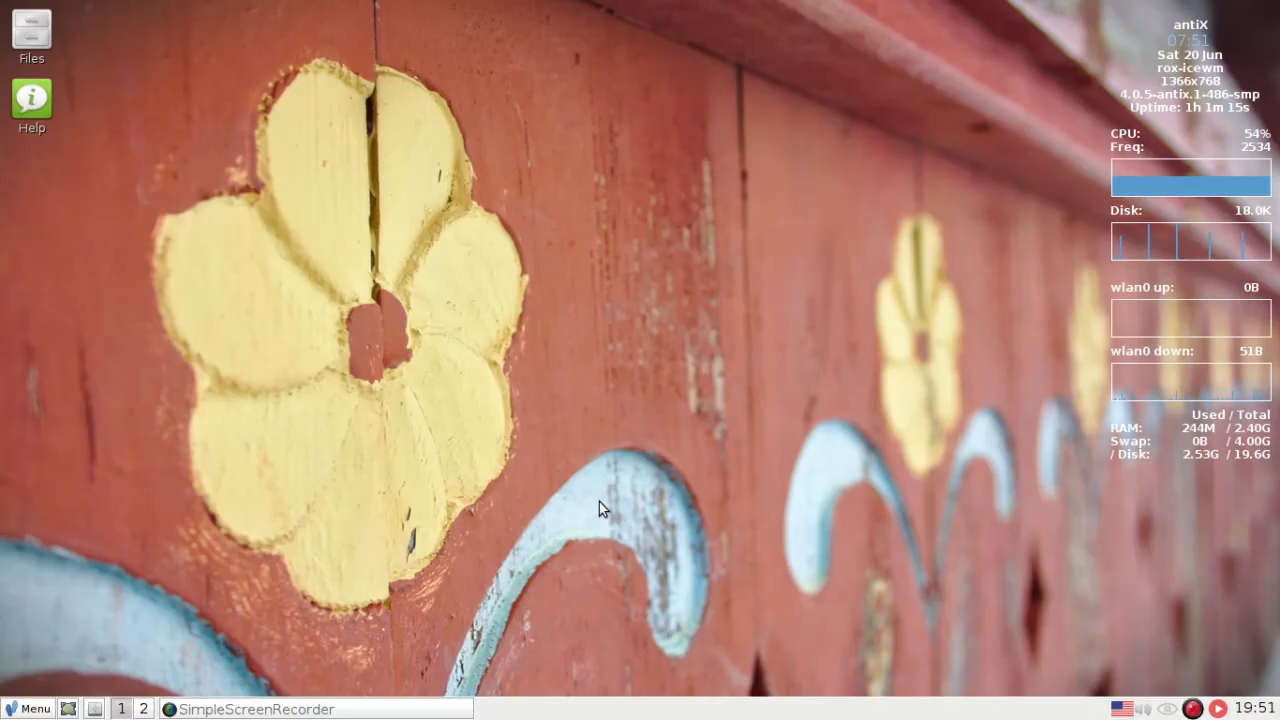 Files
Help
antiX
07:51
Sat 20 Jun
rox-icewm
1366x768
4.0.5-antix.1-486-smp
Uptime: 1h 1m 15s
CPU: 54%
Freq: 2534
Disk: 18.0K
wlan0 up: 0B
wlan0 down: 51B
Used / Total
RAM: 244M / 2.40G
Swap: 0B / 4.00G
/ Disk: 2.53G / 19.6G
Menu 1 2 SimpleScreenRecorder 19:51